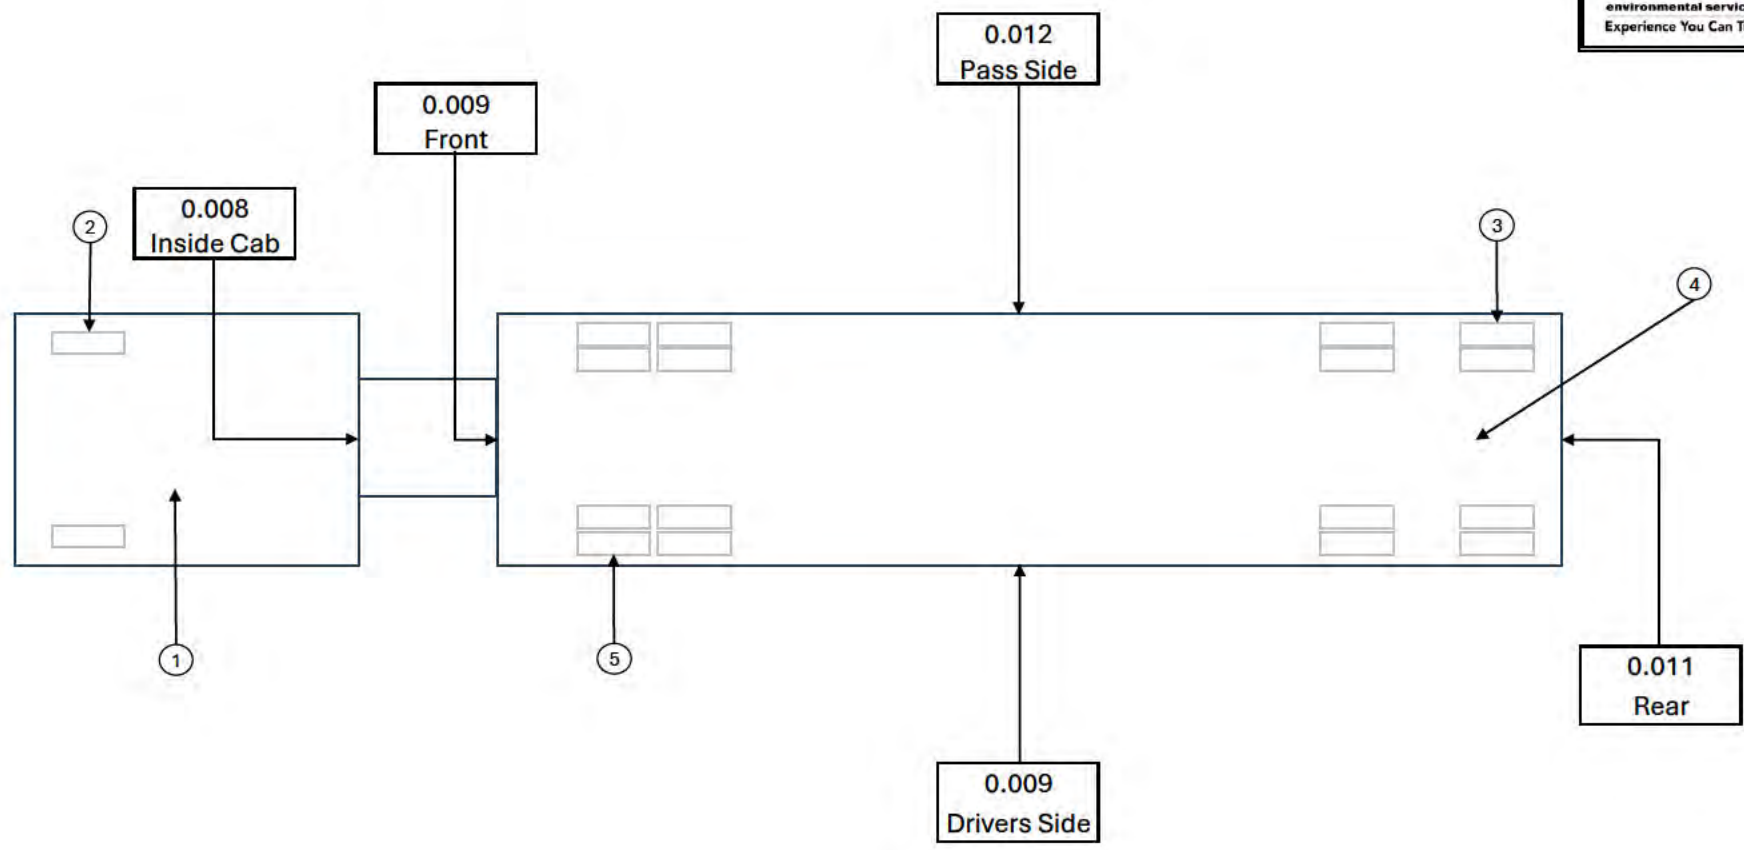 environmental
Experience You Can
0.012
Pass Side
0.009
Front
0.008
Inside Cab
2
3
4
1
5
0.011
Rear
0.009
Drivers Side